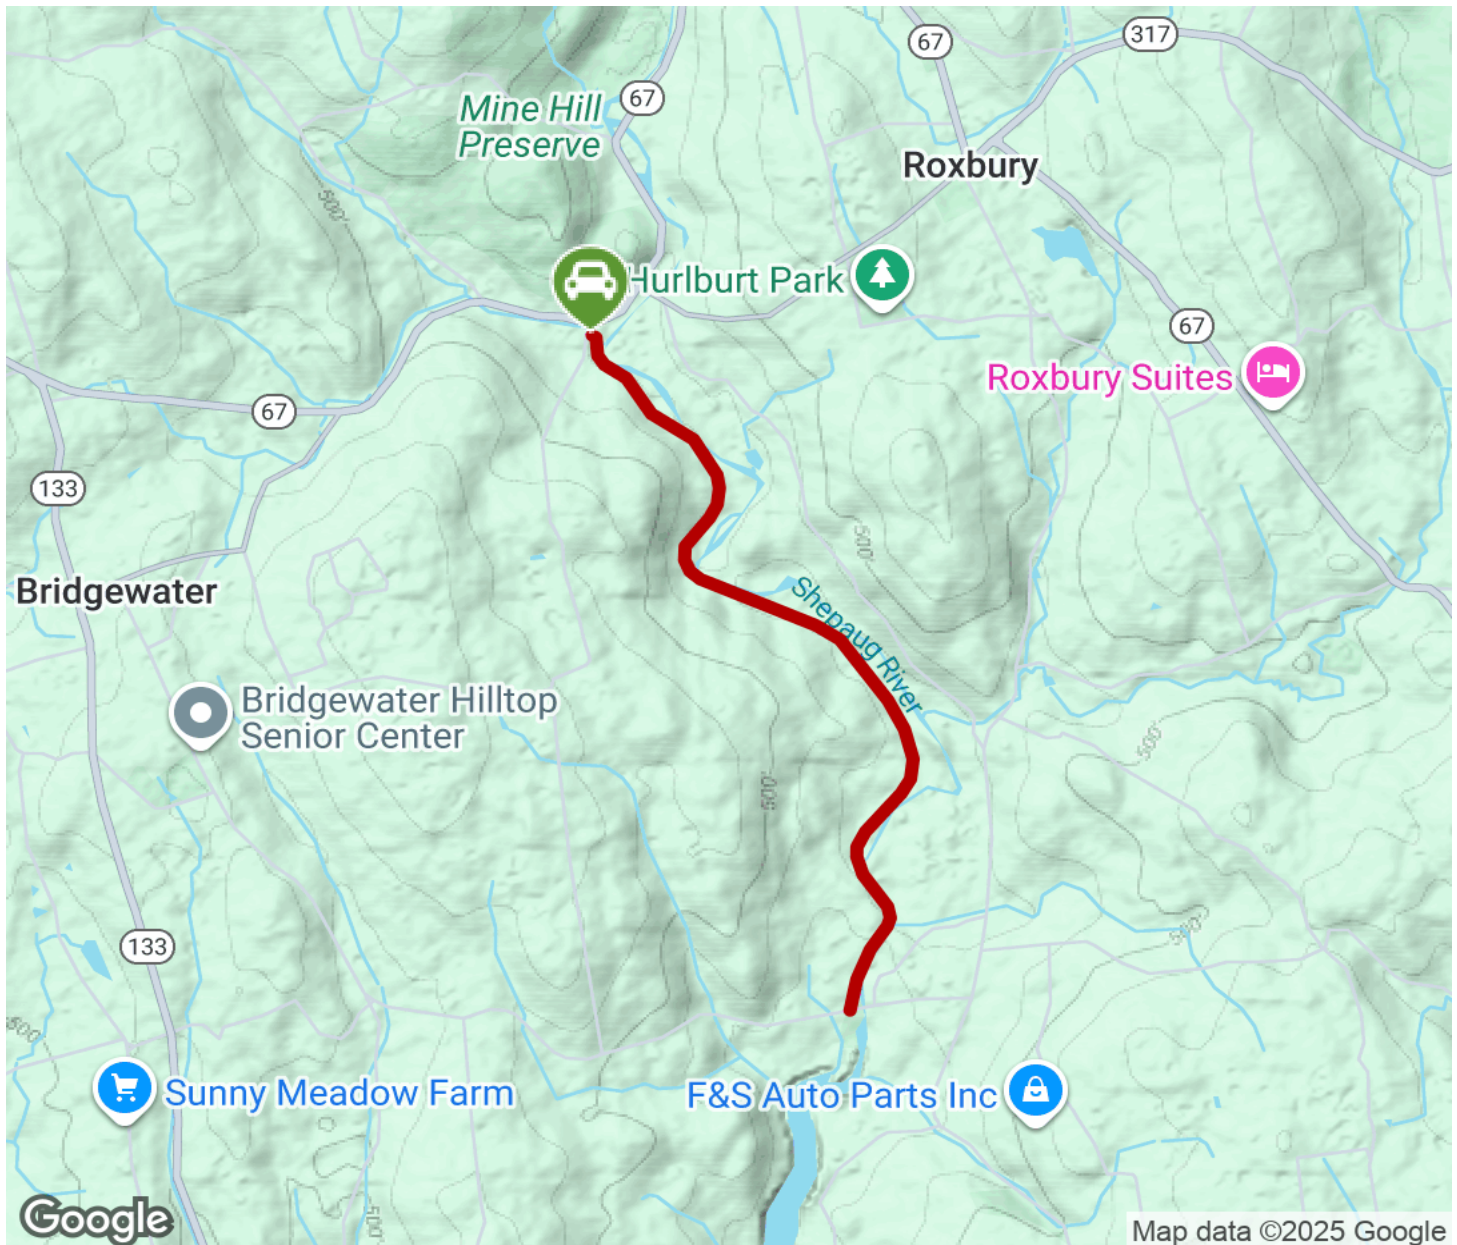 67
317
Mine Hill
Preserve
67
Roxbury
500'
Hurlburt Park
67
Roxbury Suites
67
133
500'
Bridgewater
Shepaug River
Bridgewater Hilltop
Senior Center
500'
500'
500'
133
500'
Sunny Meadow Farm
F&S Auto Parts Inc
500'
Google
Map data ©2025 Google